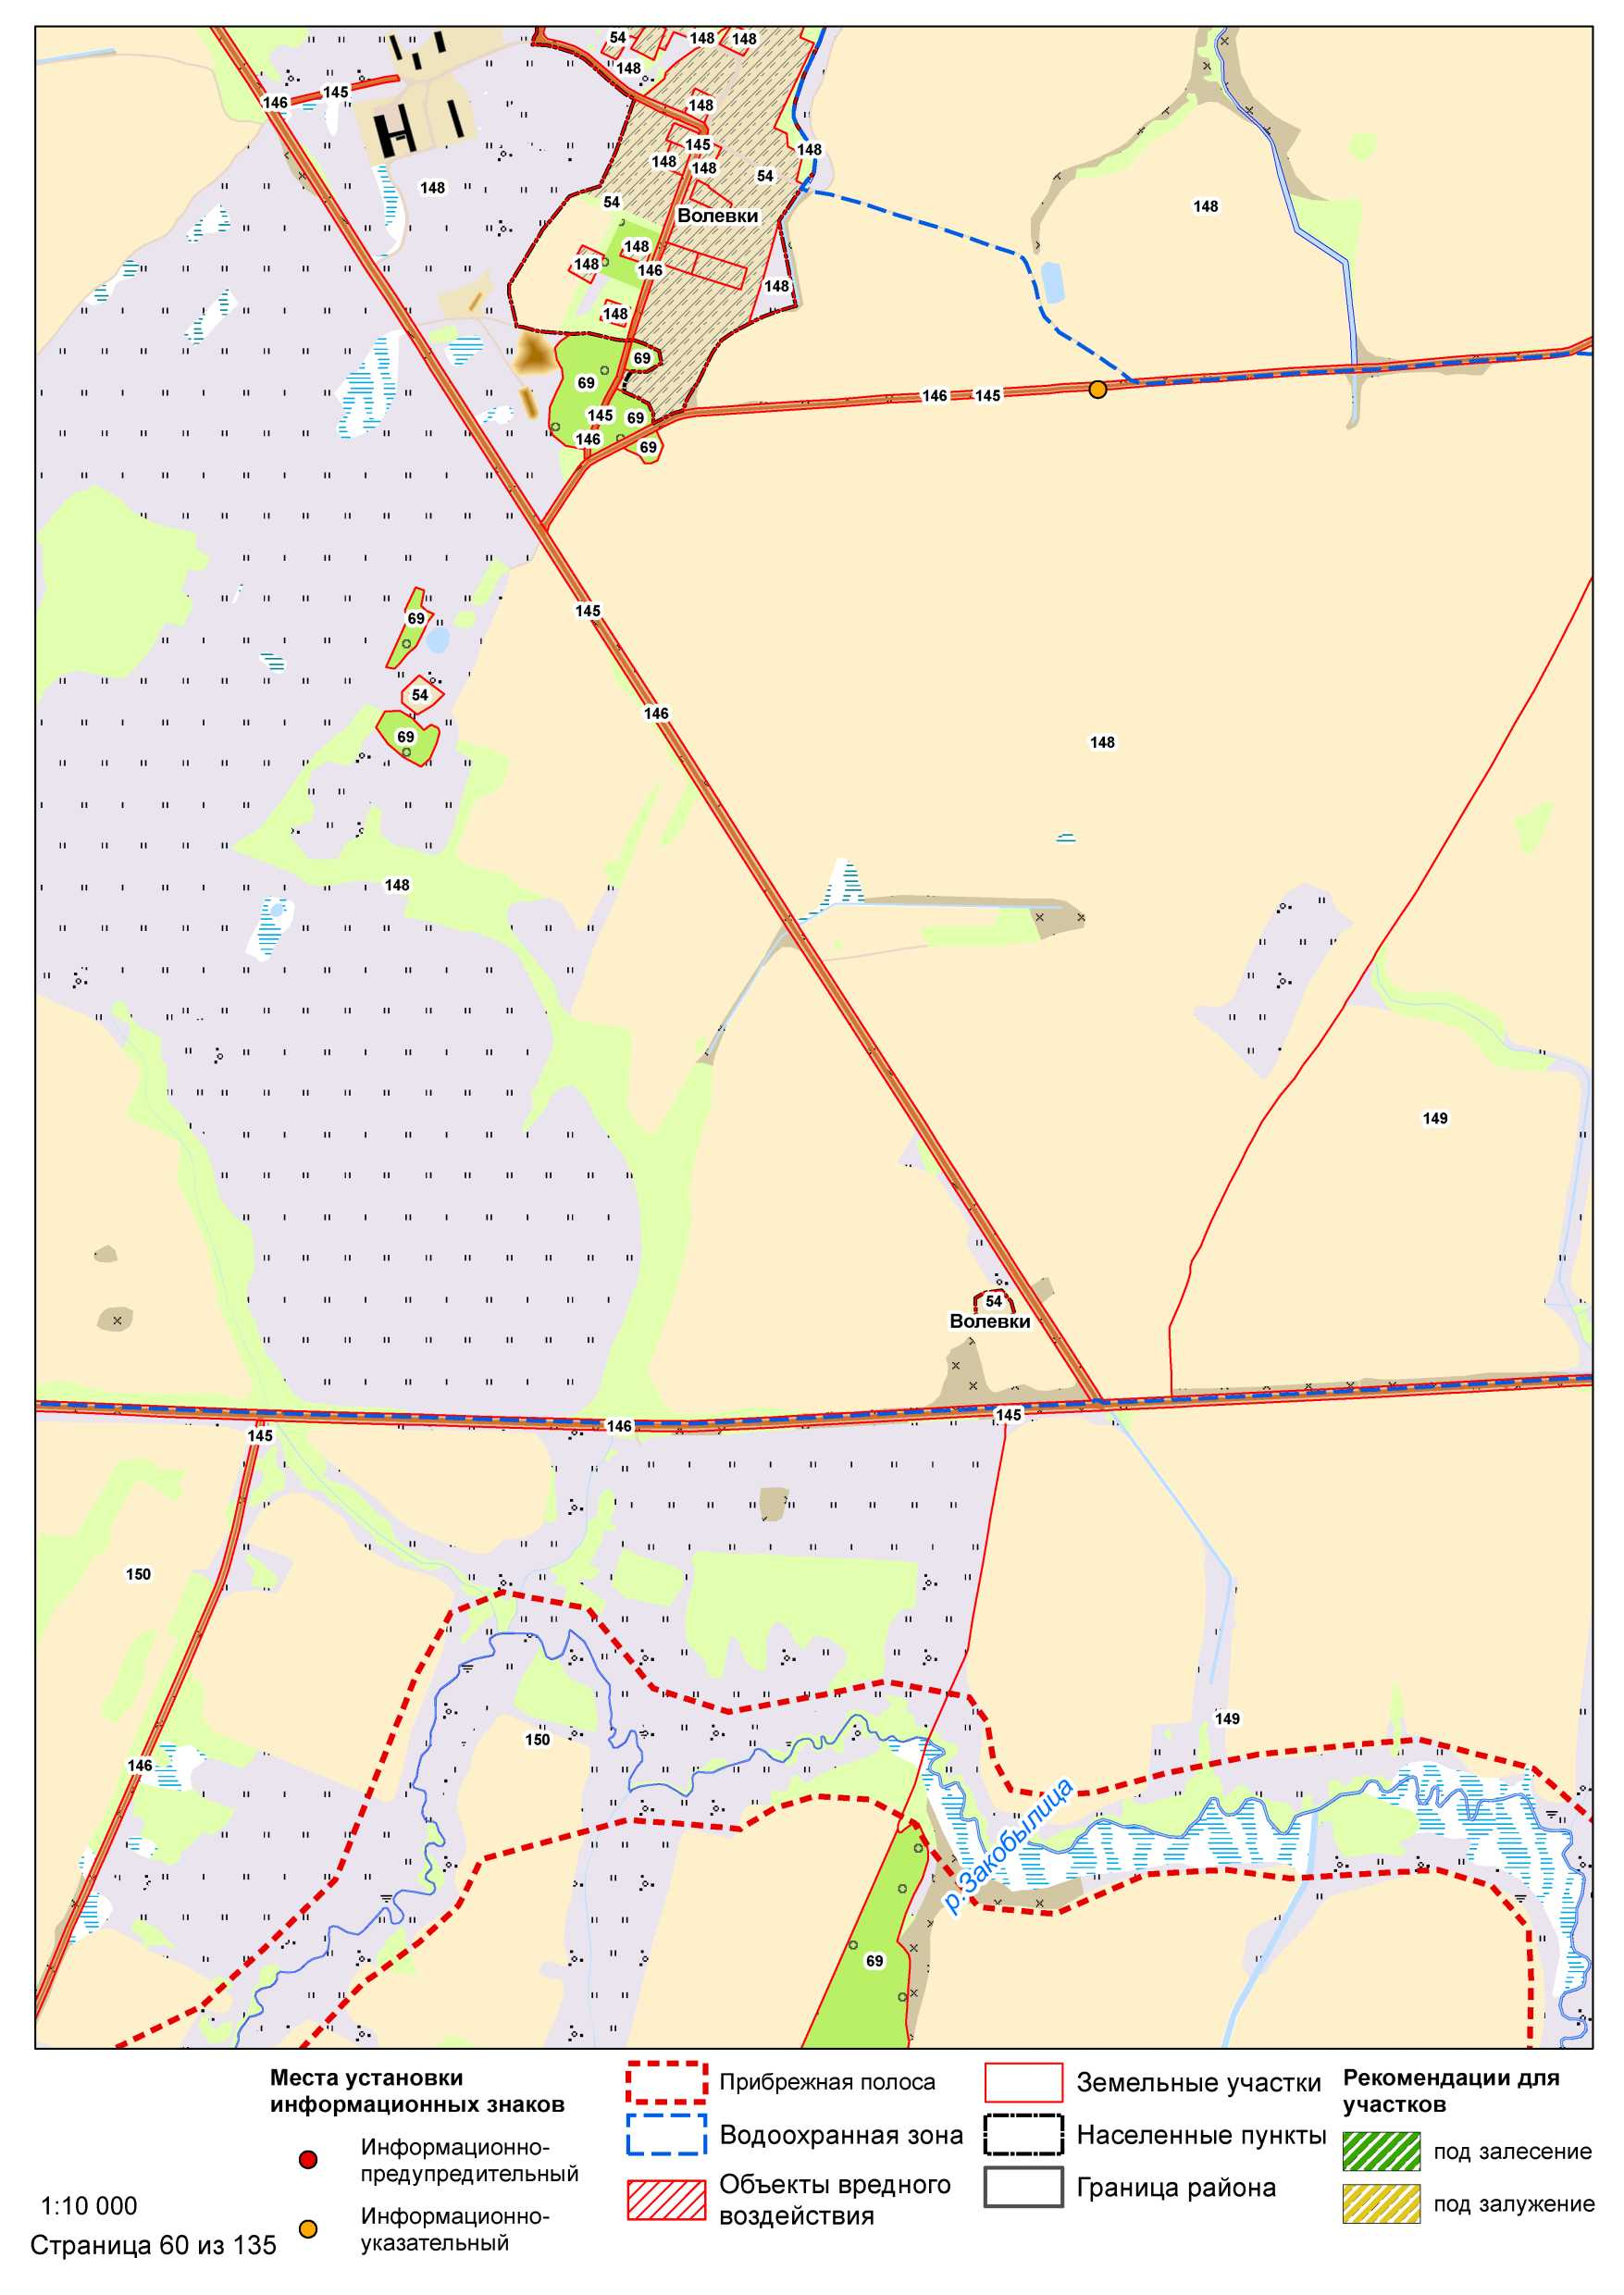 54
148
148
148
146
145
148
145
148
148
148
148
54
148
54
Волевки
148
148
148
146
148
148
69
69
146
145
145
69
146
69
145
69
54
146
69
148
148
149
54
Волевки
145
146
145
150
149
150
146
р.Закобылица
69
Места установки
информационных знаков
Информационно-
предупредительный
Информационно-
указательный
Прибрежная полоса
Водоохранная зона
Объекты вредного
воздействия
Земельные участки
Населенные пункты
Граница района
Рекомендации для
участков
под залесение
под залужение
1:10 000
Страница 60 из 135